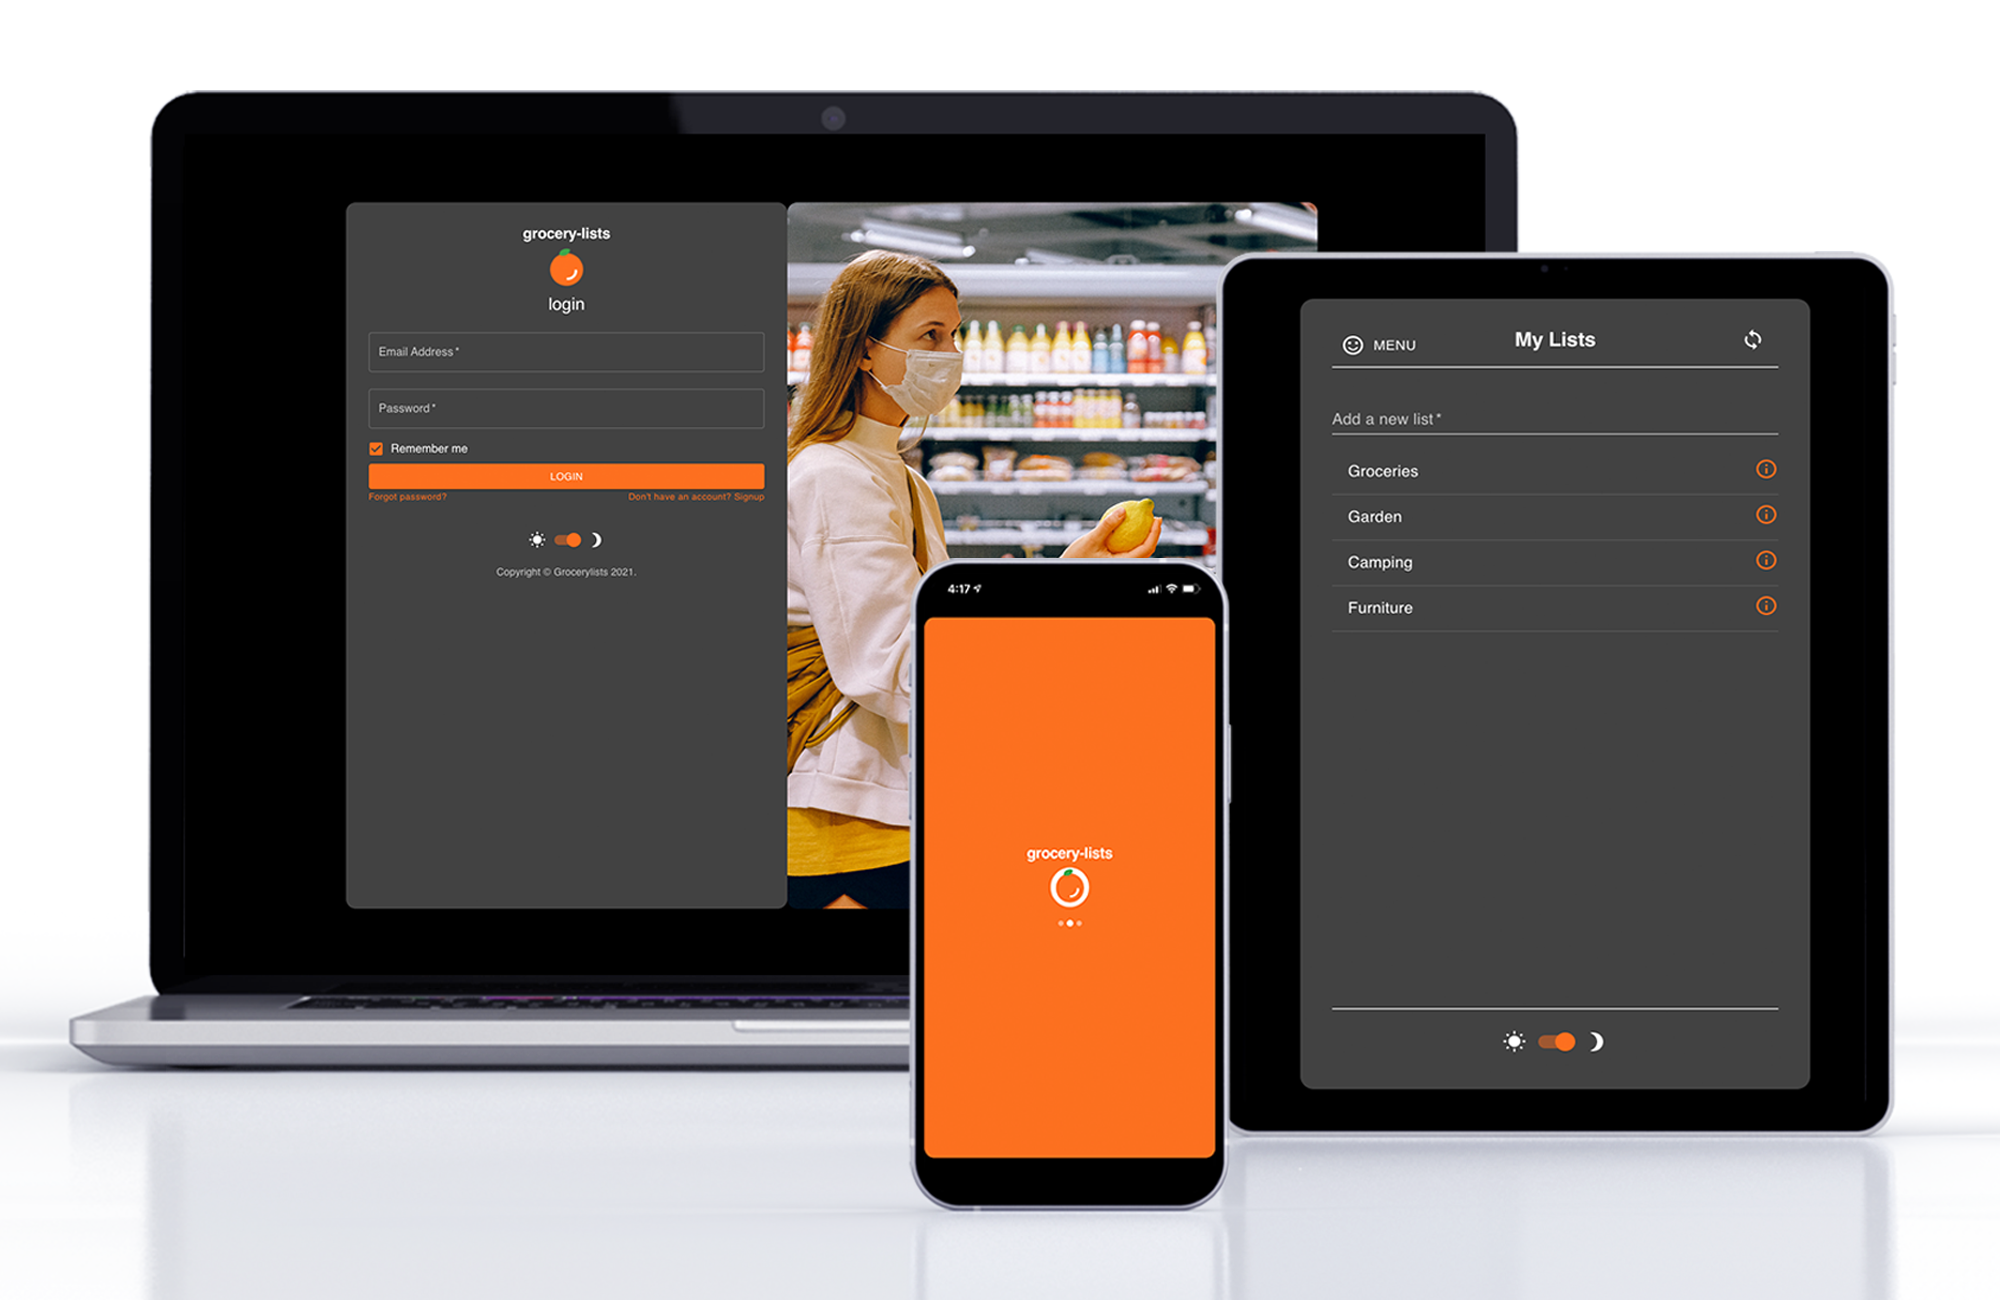 grocery-lists
login
Email Address *
Password *
Remember me
LOGIN
Forgot password?
Don't have an account? Signup
Copyright © Grocerylists 2021.
4:17
grocery-lists
MENU
My Lists
Add a new list *
Groceries
Garden
Camping
Furniture